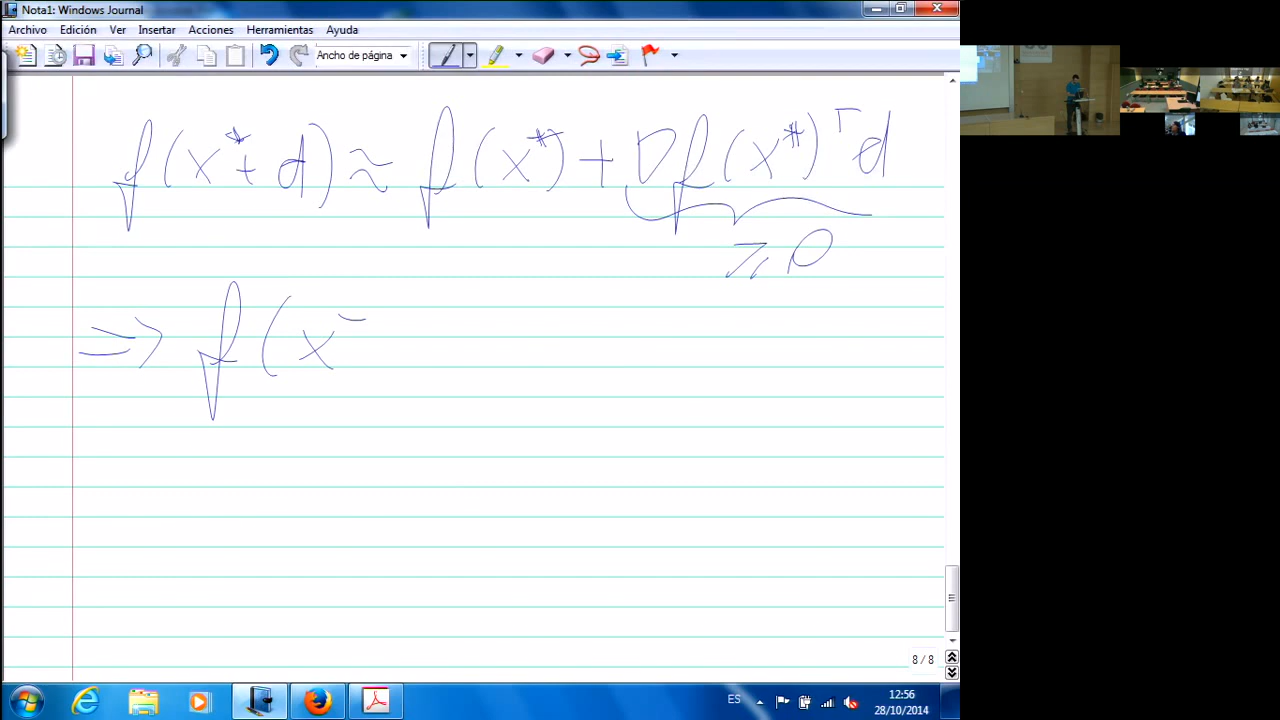 Nota1: Windows Journal
Archivo Edición Ver Insertar Acciones Herramientas Ayuda
Ancho de página
f(x*+d) ≈ f(x*) + ∇f(x*)ᵀd
≥ 0
⇒ f(x
8 / 8
ES
12:56
28/10/2014